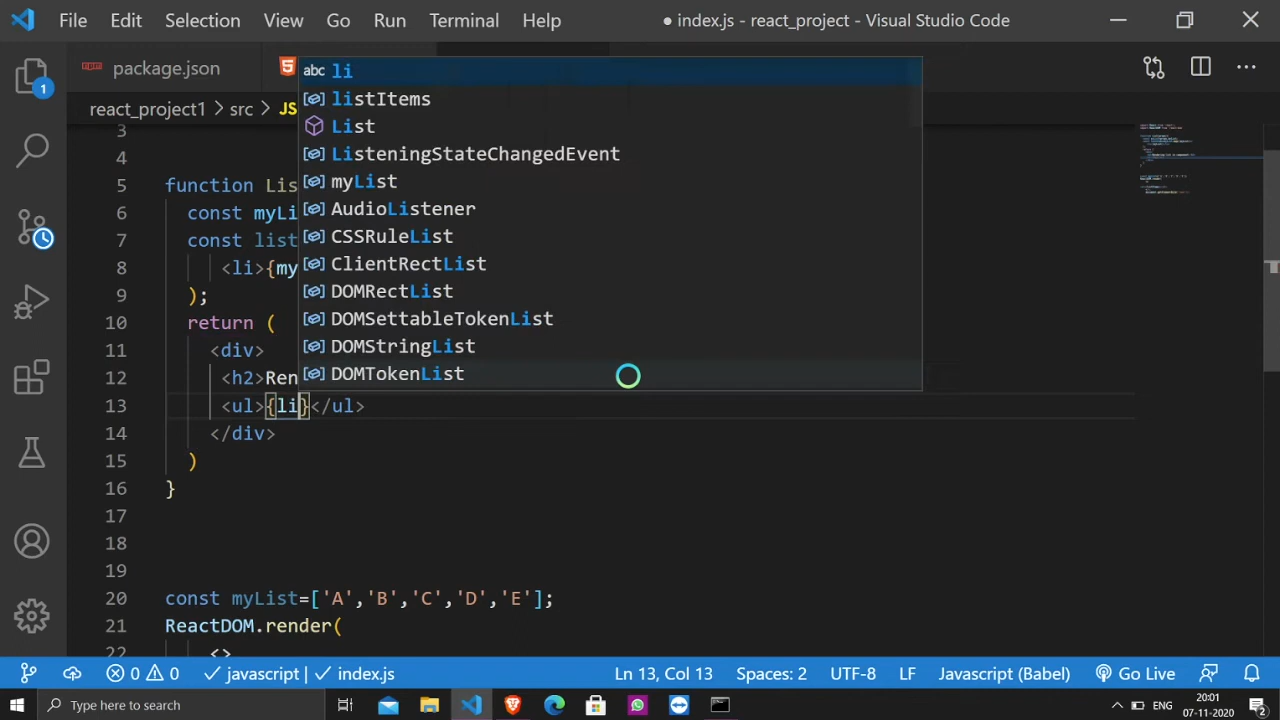 File Edit Selection View Go Run Terminal Help ● index.js - react_project - Visual Studio Code
package.json
react_project1 > src > JS
abc li
listItems
List
ListeningStateChangedEvent
myList
AudioListener
CSSRuleList
ClientRectList
DOMRectList
DOMSettableTokenList
DOMStringList
DOMTokenList
3
4
5 function Lis
6 const myLi
7 const list
8 <li>{my
9 );
10 return (
11 <div>
12 <h2>Ren
13 <ul>{li}</ul>
14 </div>
15 )
16 }
17
18
19
20 const myList=['A','B','C','D','E'];
21 ReactDOM.render(
22 <>
1
0 0 javascript | index.js Ln 13, Col 13 Spaces: 2 UTF-8 LF JavaScript (Babel) Go Live
Type here to search
ENG
20:01
07-11-2020
2